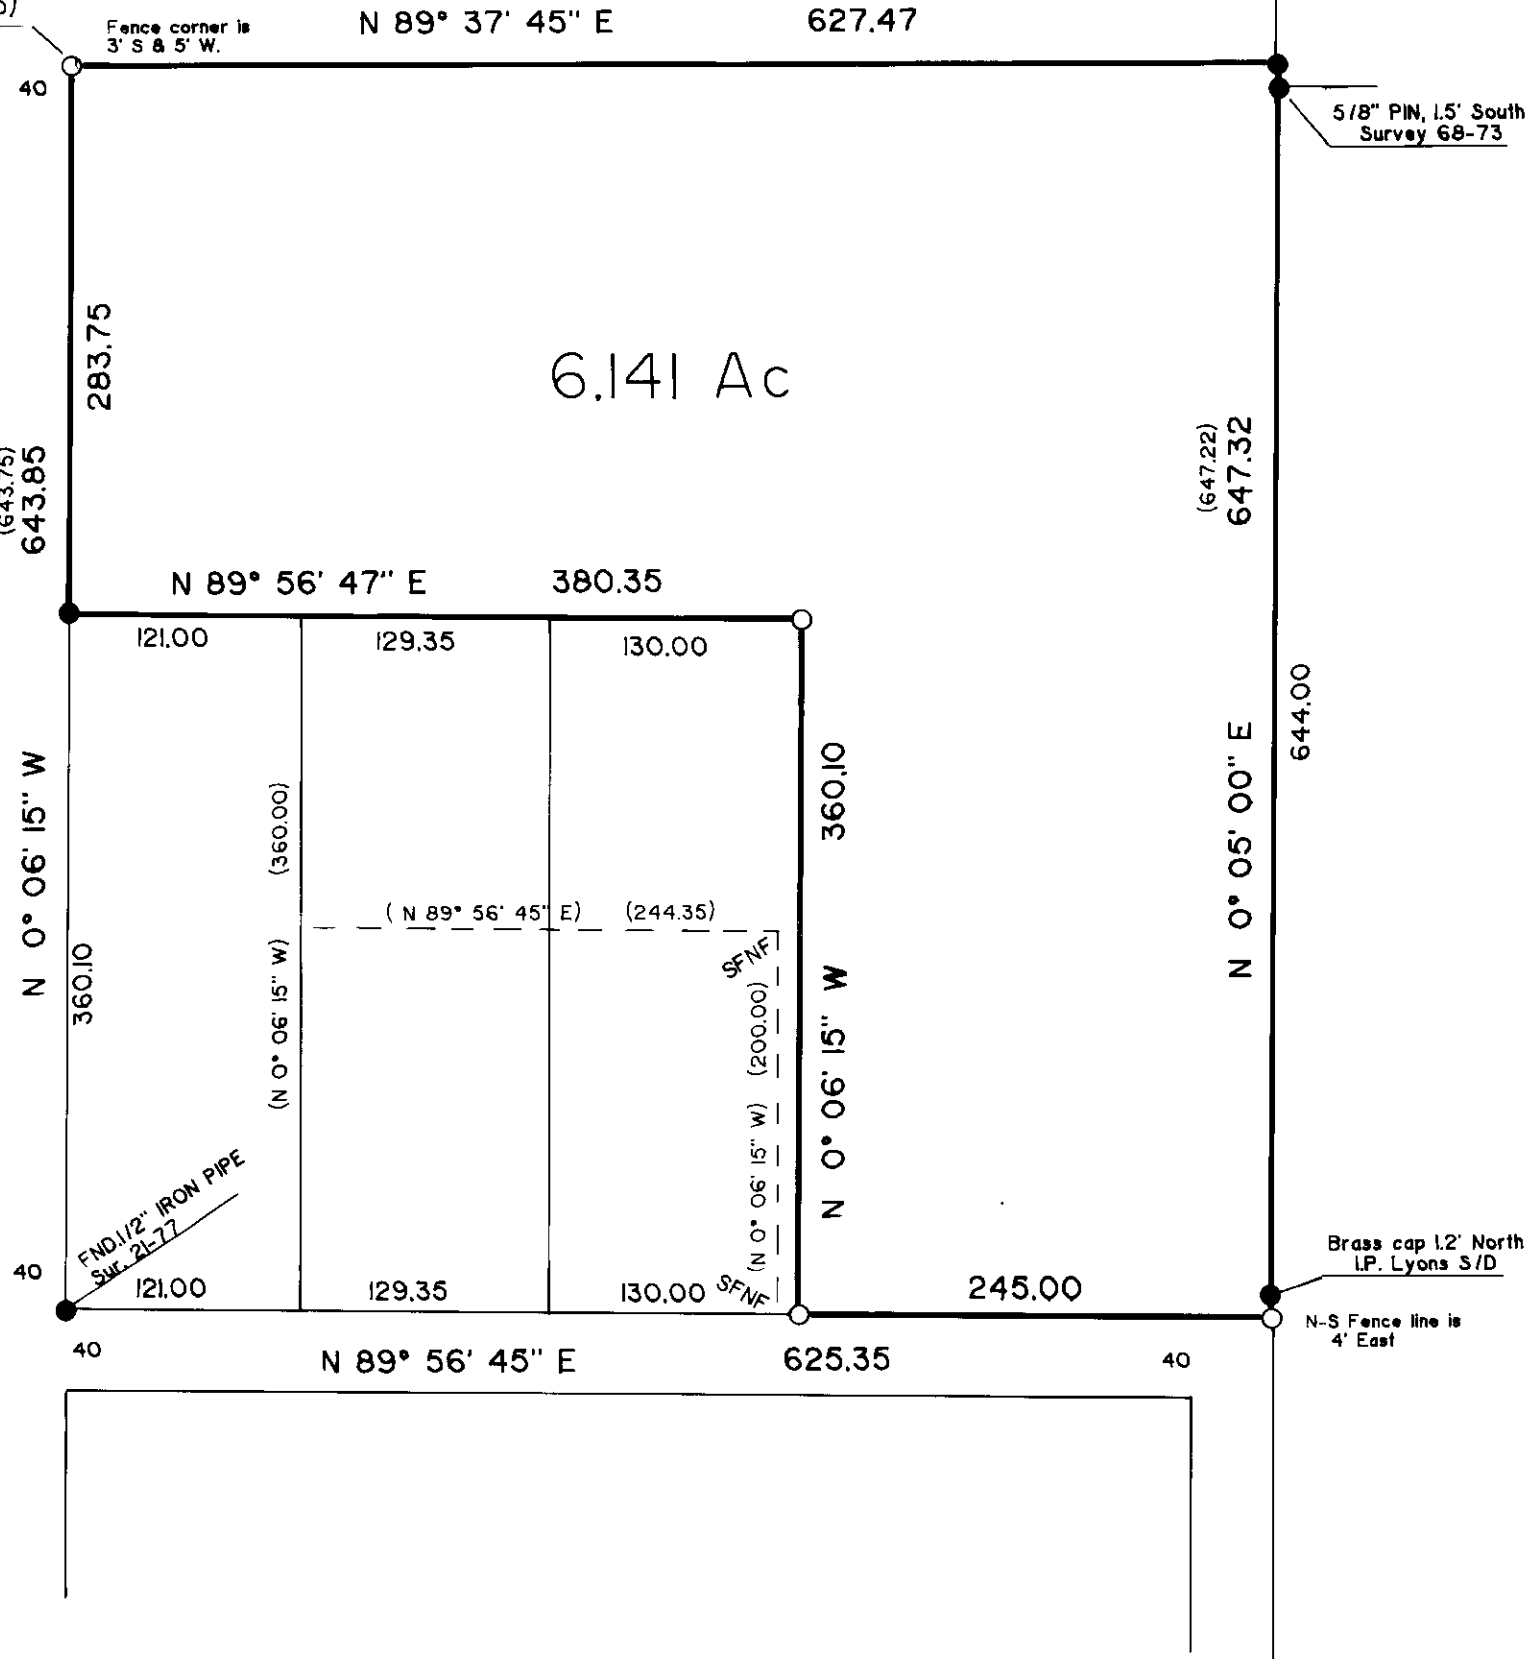 N 89° 37' 45" E 627.47
Fence corner is
3' S & 5' W.
40
5/8" PIN, 1.5' South
Survey 68-73
283.75
6.141 Ac
(643.75)
643.85
(647.22)
647.32
N 89° 56' 47" E 380.35
121.00 129.35 130.00
644.00
N 0° 06' 15" W
360.10
(360.00)
(N 0° 06' 15" W)
360.10
N 0° 06' 15" W
N 0° 05' 00" E
( N 89° 56' 45" E) (244.35)
SFNF
(200.00)
(N 0° 06' 15" W)
FND.1/2" IRON PIPE
Sur. 21-77
40
121.00 129.35 130.00 SFNF
245.00
Brass cap 1.2' North
I.P. Lyons S/D
N-S Fence line is
4' East
40 N 89° 56' 45" E 625.35 40